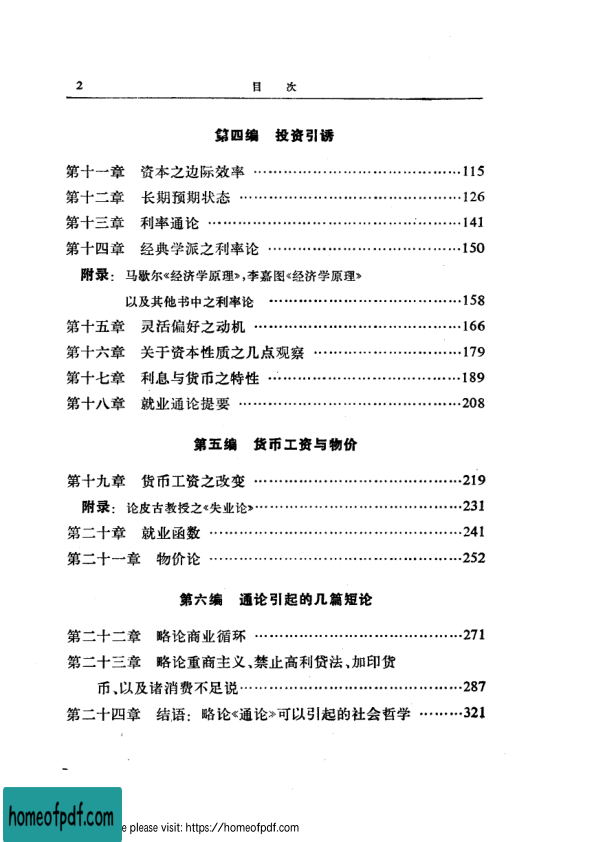 2 目 次
第四编 投资引诱
第十一章 资本之边际效率 ……………………………………115
第十二章 长期预期状态 ………………………………………126
第十三章 利率通论 ……………………………………………141
第十四章 经典学派之利率论 …………………………………150
附录: 马歇尔《经济学原理》,李嘉图《经济学原理》
以及其他书中之利率论 …………………………………158
第十五章 灵活偏好之动机 ……………………………………166
第十六章 关于资本性质之几点观察 …………………………179
第十七章 利息与货币之特性 …………………………………189
第十八章 就业通论提要 ………………………………………208
第五编 货币工资与物价
第十九章 货币工资之改变 ……………………………………219
附录: 论皮古教授之《失业论》……………………………………231
第二十章 就业函数 ……………………………………………241
第二十一章 物价论 ……………………………………………252
第六编 通论引起的几篇短论
第二十二章 略论商业循环 ……………………………………271
第二十三章 略论重商主义、禁止高利贷法、加印货
币、以及诸消费不足说………………………………………287
第二十四章 结语: 略论《通论》可以引起的社会哲学 ………321
homeofpdf.com
e please visit: https://homeofpdf.com